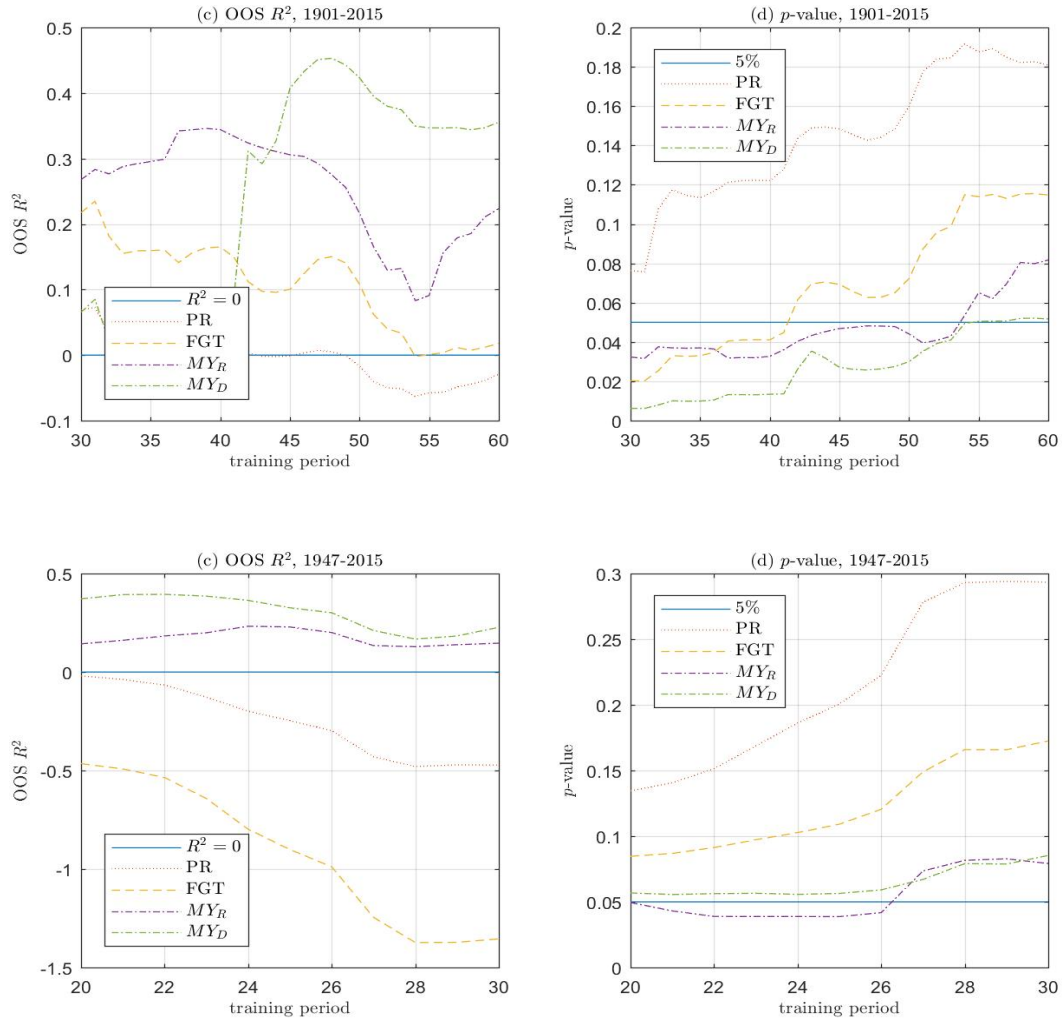 (c) OOS R², 1901-2015
OOS R²
0.5
0.4
0.3
0.2
0.1
0
-0.1
R² = 0
PR
FGT
MY_R
MY_D
30 35 40 45 50 55 60
training period
(d) p-value, 1901-2015
p-value
0.2
0.18
0.16
0.14
0.12
0.1
0.08
0.06
0.04
0.02
0
5%
PR
FGT
MY_R
MY_D
30 35 40 45 50 55 60
training period
(c) OOS R², 1947-2015
OOS R²
0.5
0
-0.5
-1
-1.5
R² = 0
PR
FGT
MY_R
MY_D
20 22 24 26 28 30
training period
(d) p-value, 1947-2015
p-value
0.3
0.25
0.2
0.15
0.1
0.05
0
5%
PR
FGT
MY_R
MY_D
20 22 24 26 28 30
training period